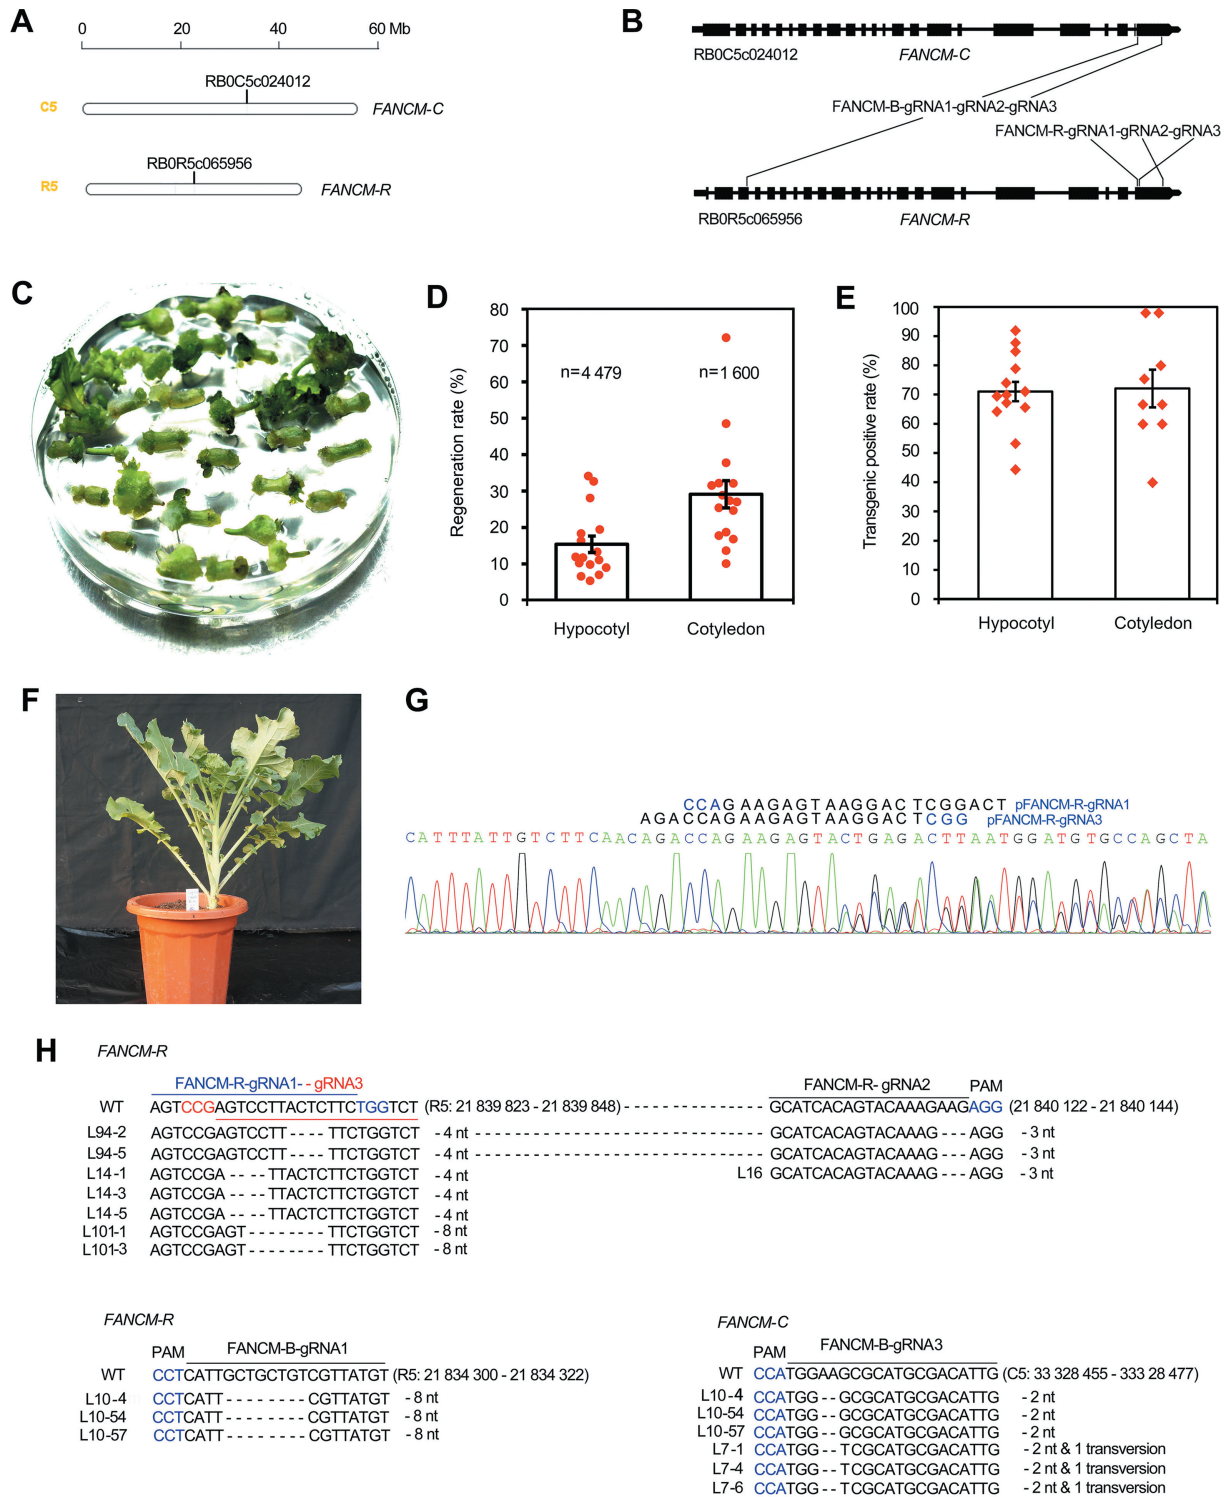 A
0 20 40 60 Mb
RB0C5c024012
C5 FANCM-C
RB0R5c065956
R5 FANCM-R
B
RB0C5c024012 FANCM-C
FANCM-B-gRNA1-gRNA2-gRNA3
FANCM-R-gRNA1-gRNA2-gRNA3
RB0R5c065956 FANCM-R
C
D
Regeneration rate (%)
80
70
60
50
40
30
20
10
0
n=4 479 n=1 600
Hypocotyl Cotyledon
E
Transgenic positive rate (%)
100
90
80
70
60
50
40
30
20
10
0
Hypocotyl Cotyledon
F
G
CCAGAAGAGTAAGGACTCGGACT pFANCM-R-gRNA1
AGACCAGAAGAGTAAGGACTCGG pFANCM-R-gRNA3
CATTTATTGTCTTCAACAGACCAGAAGAGTACTGAGACTTAATGGATGTGCCAGCTA
H
FANCM-R
FANCM-R-gRNA1- - gRNA3 FANCM-R- gRNA2 PAM
WT AGTCCGAGTCCTTACTCTTCTGGTCT (R5: 21 839 823 - 21 839 848) - - - - - - - - - - - - - - - - GCATCACAGTACAAAGAAGAGG (21 840 122 - 21 840 144)
L94-2 AGTCCGAGTCCTT - - - - TTCTGGTCT - 4 nt - - - - - - - - - - - - - - - - GCATCACAGTACAAAG - - - AGG - 3 nt
L94-5 AGTCCGAGTCCTT - - - - TTCTGGTCT - 4 nt - - - - - - - - - - - - - - - - GCATCACAGTACAAAG - - - AGG - 3 nt
L14-1 AGTCCGA - - - - TTACTCTTCTGGTCT - 4 nt L16 GCATCACAGTACAAAG - - - AGG - 3 nt
L14-3 AGTCCGA - - - - TTACTCTTCTGGTCT - 4 nt
L14-5 AGTCCGA - - - - TTACTCTTCTGGTCT - 4 nt
L101-1 AGTCCGAGT - - - - - - - - TTCTGGTCT - 8 nt
L101-3 AGTCCGAGT - - - - - - - - TTCTGGTCT - 8 nt
FANCM-R
PAM FANCM-B-gRNA1
WT CCTCATTGCTGCTGTCGTTATGT (R5: 21 834 300 - 21 834 322)
L10-4 CCTCATT - - - - - - - - CGTTATGT - 8 nt
L10-54 CCTCATT - - - - - - - - CGTTATGT - 8 nt
L10-57 CCTCATT - - - - - - - - CGTTATGT - 8 nt
FANCM-C
PAM FANCM-B-gRNA3
WT CCATGGAAGCGCATGCGACATTG (C5: 33 328 455 - 333 28 477)
L10-4 CCATGG - - GCGCATGCGACATTG - 2 nt
L10-54 CCATGG - - GCGCATGCGACATTG - 2 nt
L10-57 CCATGG - - GCGCATGCGACATTG - 2 nt
L7-1 CCATGG - - TCGCATGCGACATTG - 2 nt & 1 transversion
L7-4 CCATGG - - TCGCATGCGACATTG - 2 nt & 1 transversion
L7-6 CCATGG - - TCGCATGCGACATTG - 2 nt & 1 transversion